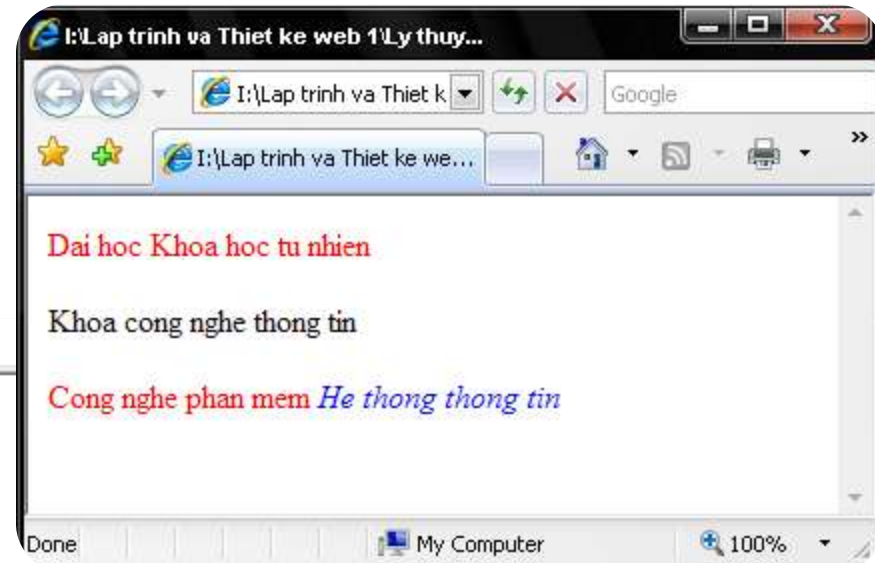 I:\Lap trinh va Thiet ke web 1\Ly thuy...
I:\Lap trinh va Thiet k
Google
I:\Lap trinh va Thiet ke we...
»
Dai hoc Khoa hoc tu nhien
Khoa cong nghe thong tin
Cong nghe phan mem He thong thong tin
Done
My Computer
100%